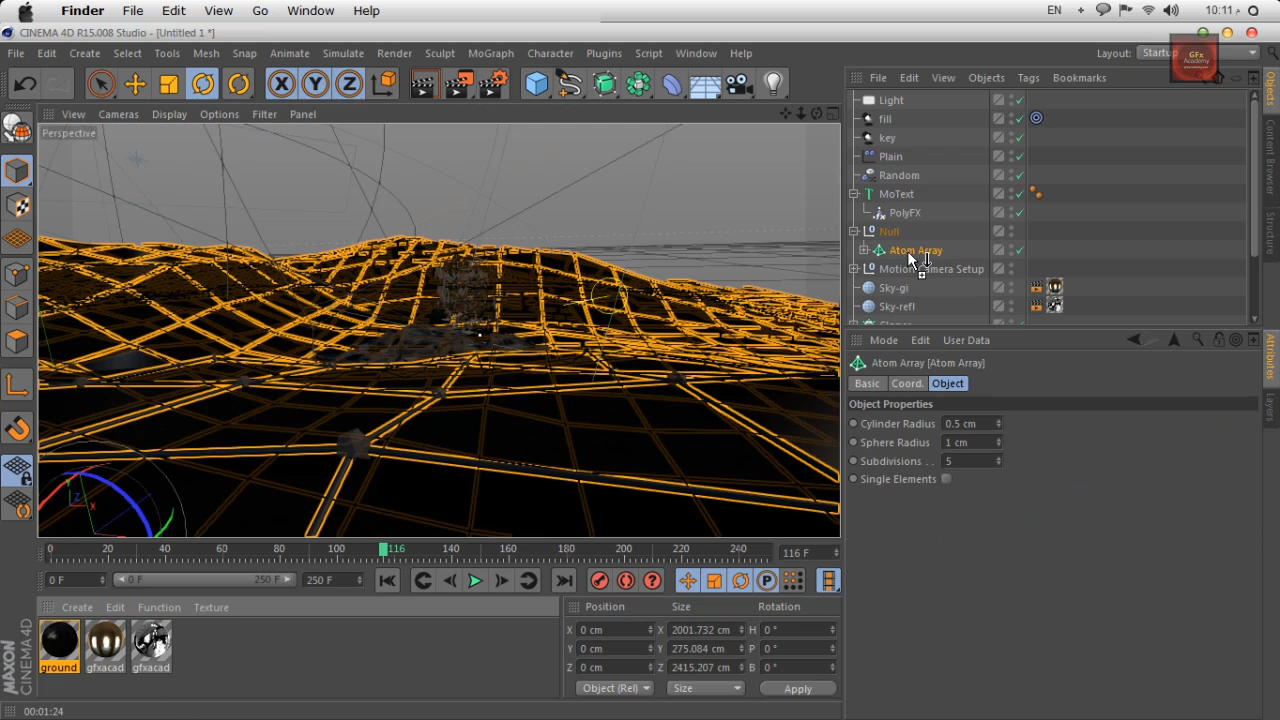 Finder File Edit View Go Window Help EN 10:11
CINEMA 4D R15.008 Studio - [Untitled 1 *]
File Edit Create Select Tools Mesh Snap Animate Simulate Render Sculpt MoGraph Character Plugins Script Window Help Layout: Startup
GFx
Academy
X Y Z
File Edit View Objects Tags Bookmarks
View Cameras Display Options Filter Panel
Perspective
Light
fill
key
Plain
Random
MoText
PolyFX
Null
Atom Array
Motion Camera Setup
Sky-gi
Sky-refl
Objects
Content Browser
Structure
Mode Edit User Data
Atom Array [Atom Array]
Basic Coord. Object
Object Properties
Cylinder Radius 0.5 cm
Sphere Radius 1 cm
Subdivisions . . 5
Single Elements
Attributes
Layers
Y Z X
0 20 40 60 80 100 116 140 160 180 200 220 240 116 F
0 F 0 F 250 F 250 F
Create Edit Function Texture
ground gfxacad gfxacad
Position Size Rotation
X 0 cm X 2001.732 cm H 0 °
Y 0 cm Y 275.084 cm P 0 °
Z 0 cm Z 2415.207 cm B 0 °
Object (Rel) Size Apply
MAXON
CINEMA4D
00:01:24